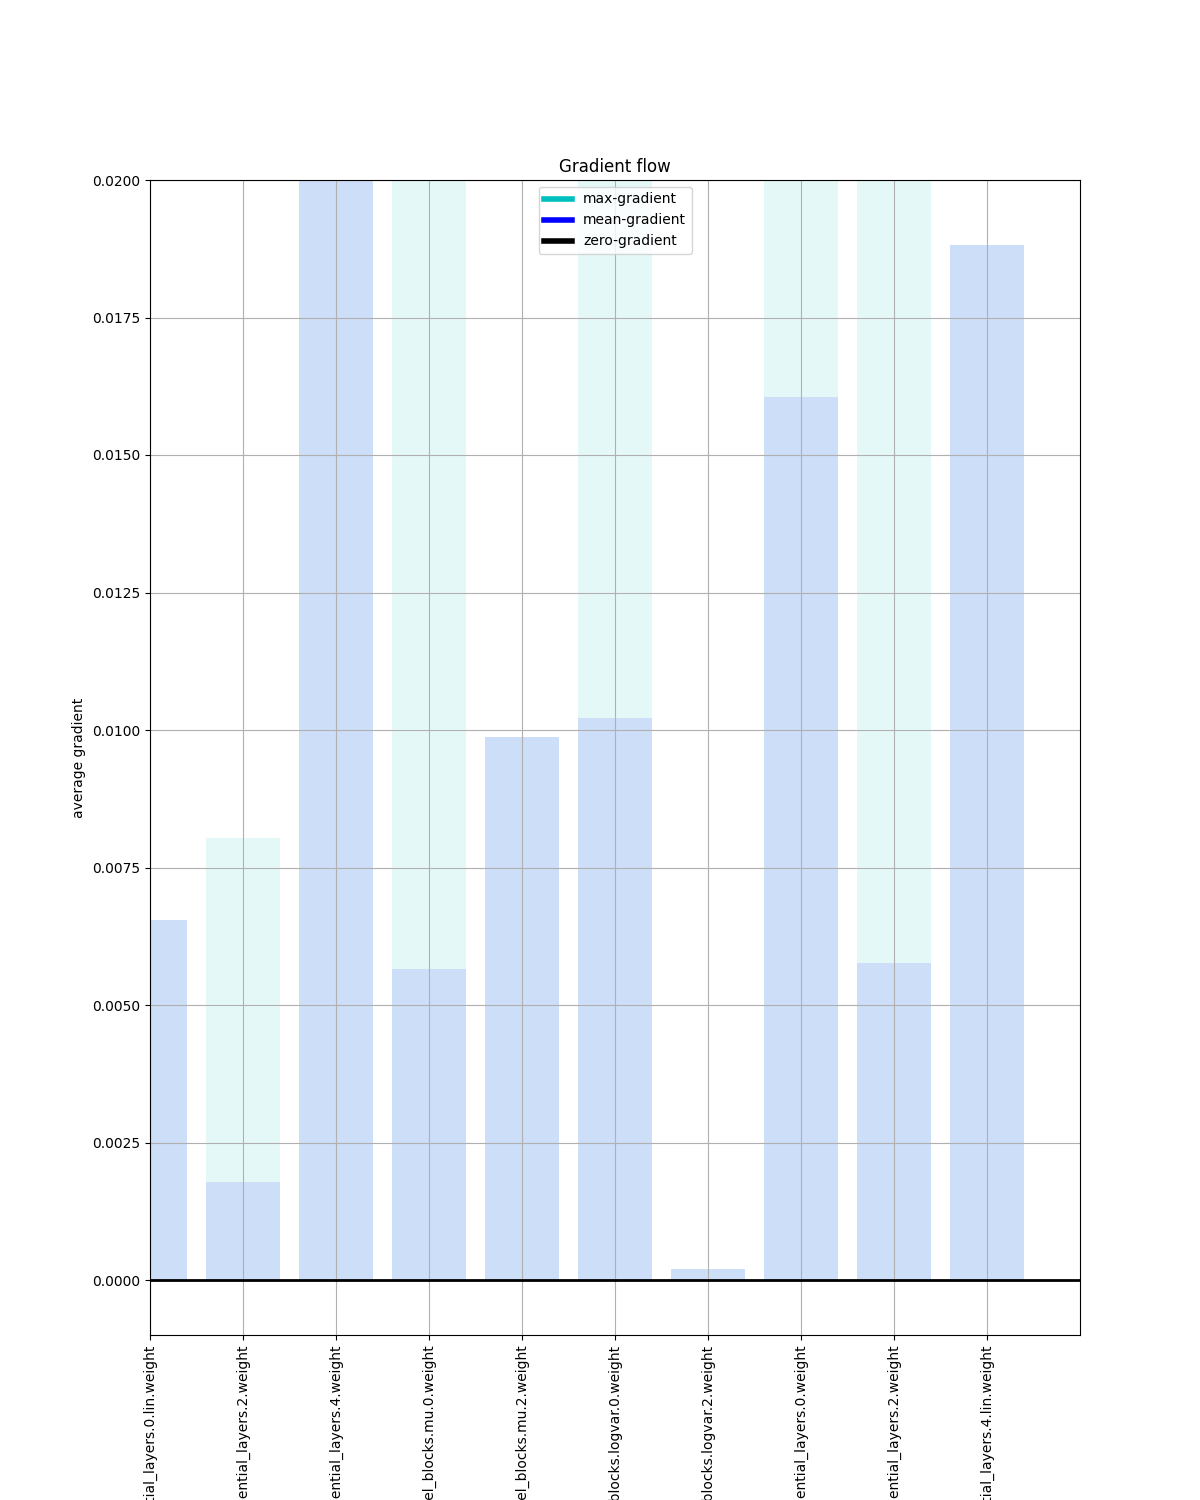 Gradient flow
max-gradient
mean-gradient
zero-gradient
average gradient
0.0200
0.0175
0.0150
0.0125
0.0100
0.0075
0.0050
0.0025
0.0000
tial_layers.0.lin.weight
ential_layers.2.weight
ential_layers.4.weight
el_blocks.mu.0.weight
el_blocks.mu.2.weight
blocks.logvar.0.weight
blocks.logvar.2.weight
ential_layers.0.weight
ential_layers.2.weight
tial_layers.4.lin.weight